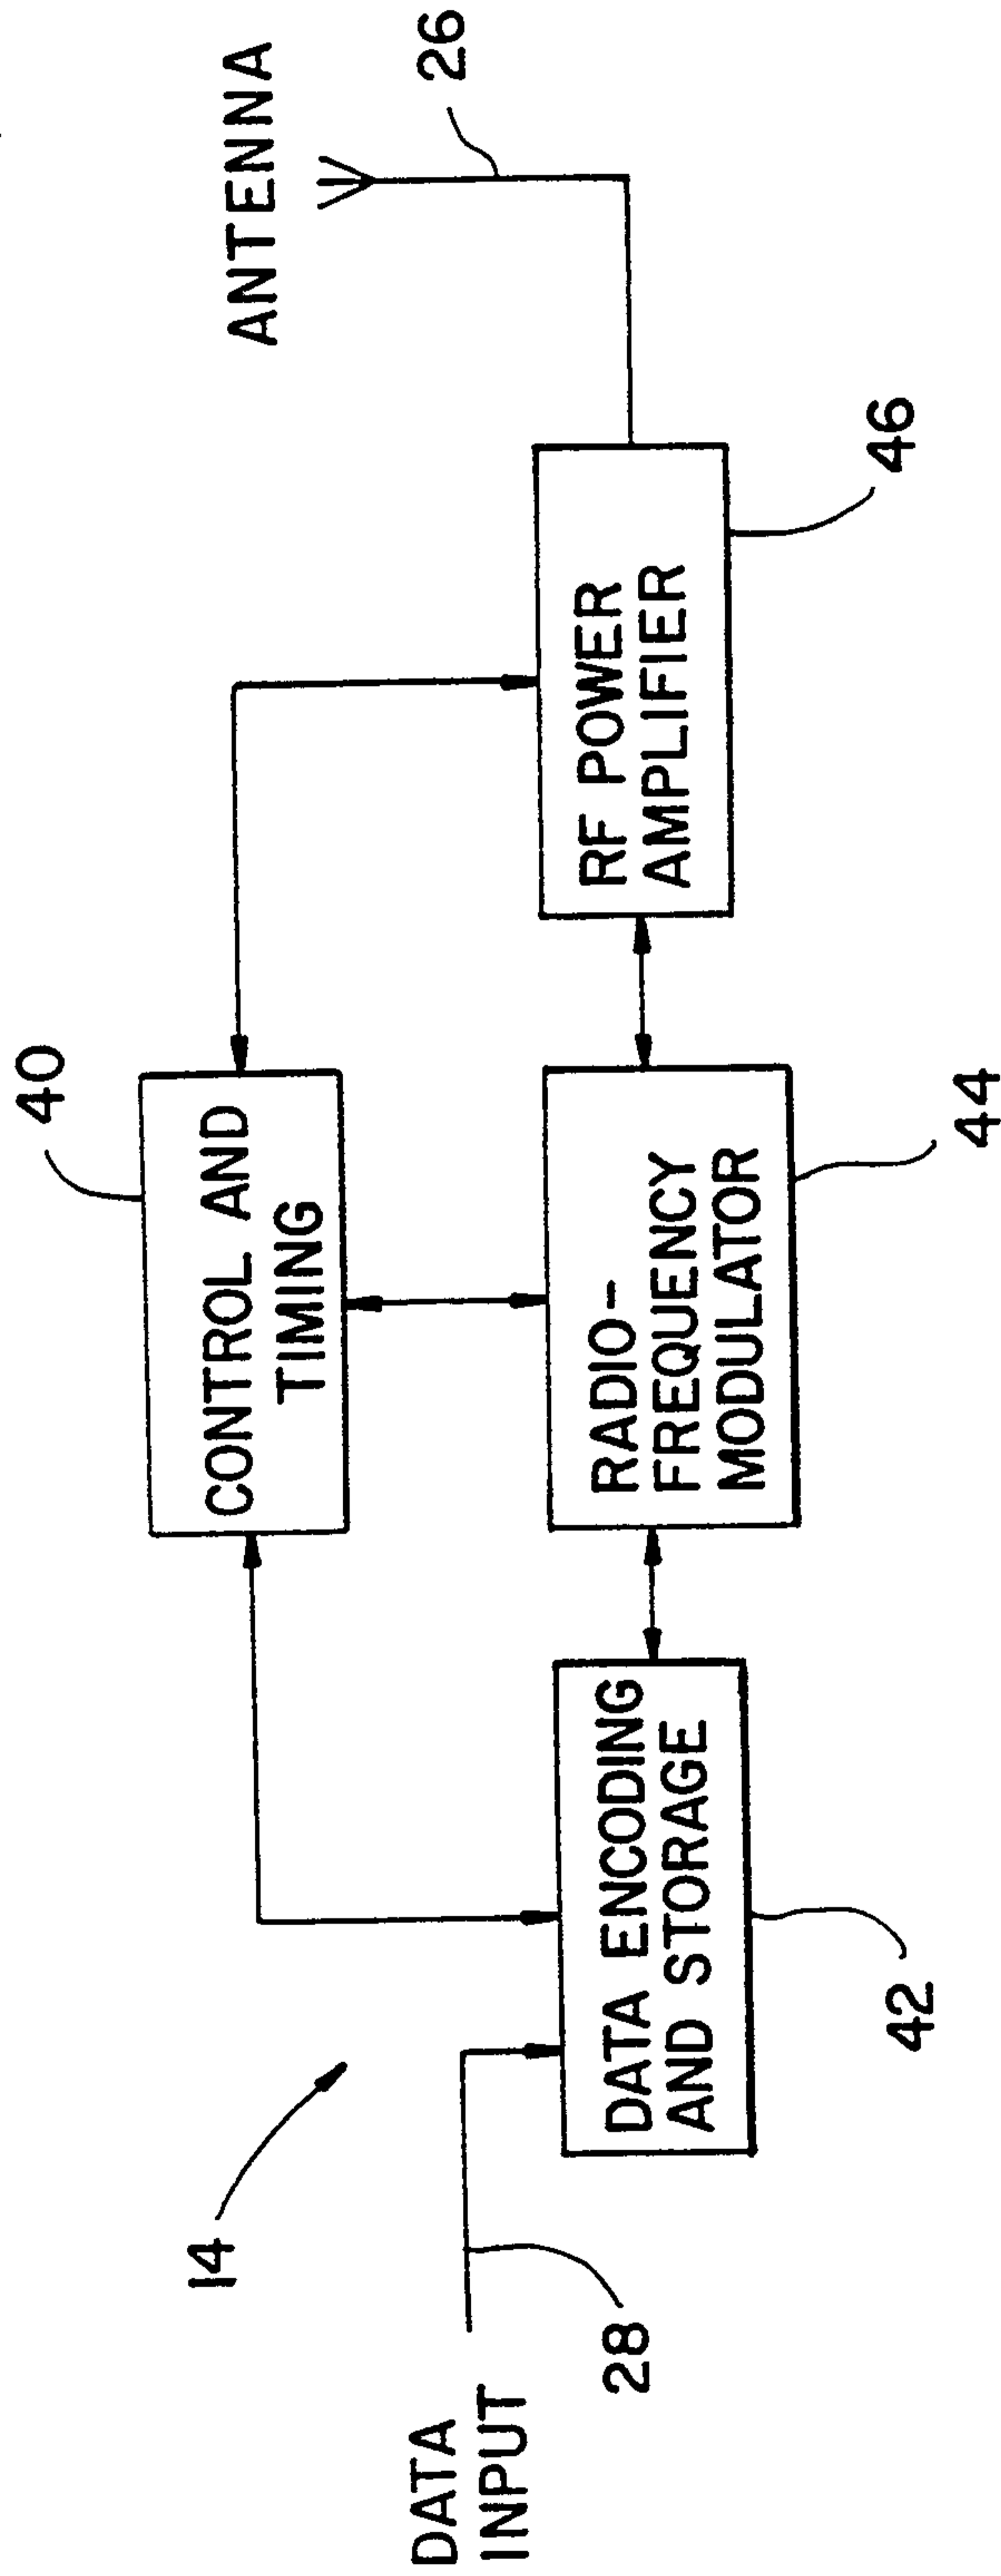 ANTENNA
26
40
CONTROL AND
TIMING
14
DATA
INPUT
28
DATA ENCODING
AND STORAGE
42
RADIO-
FREQUENCY
MODULATOR
44
RF POWER
AMPLIFIER
46